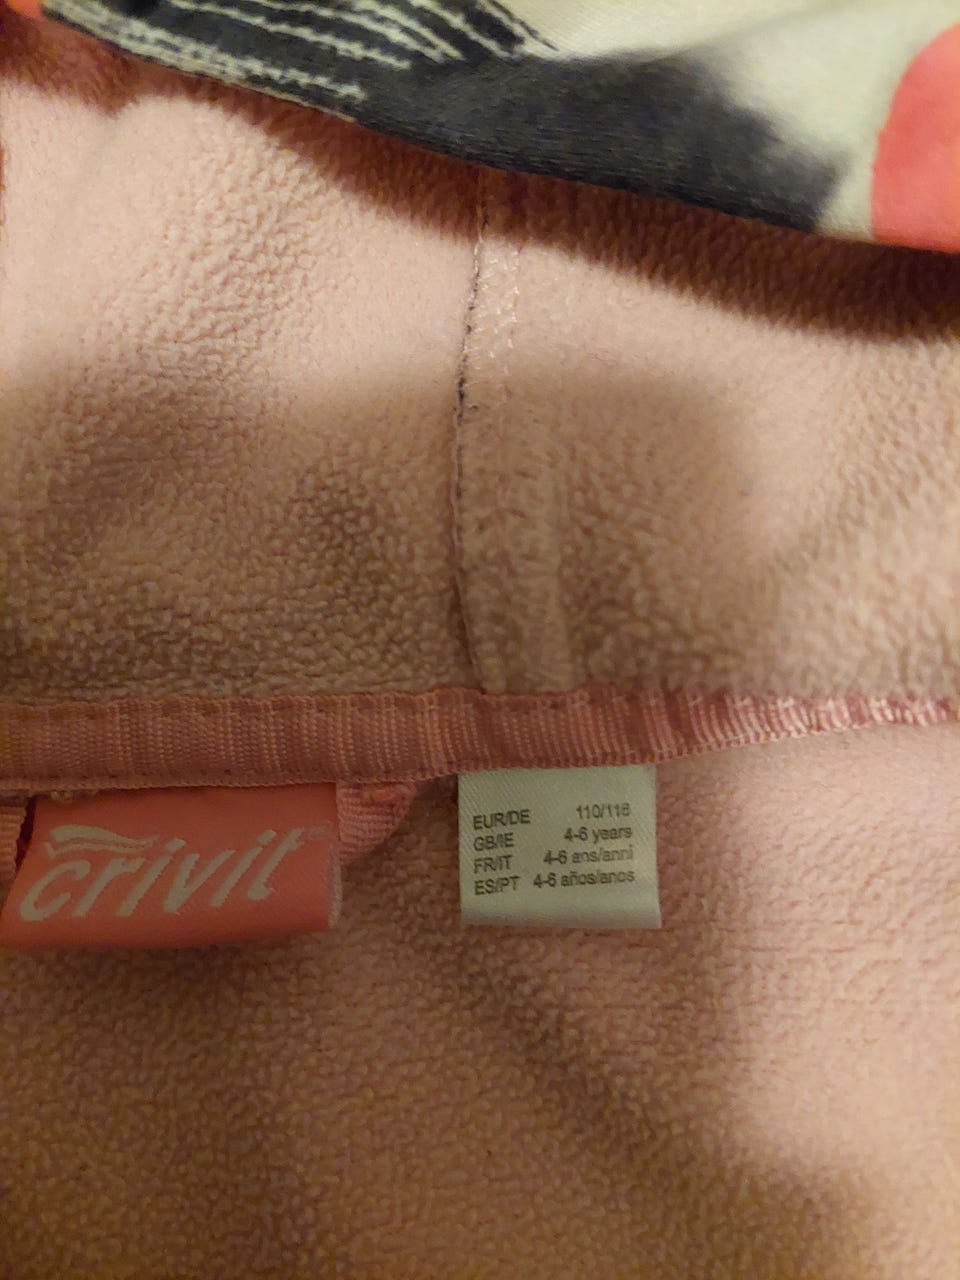 crivit
EUR/DE 110/116
GB/IE 4-6 years
FR/IT 4-6 ans/anni
ES/PT 4-6 años/anos